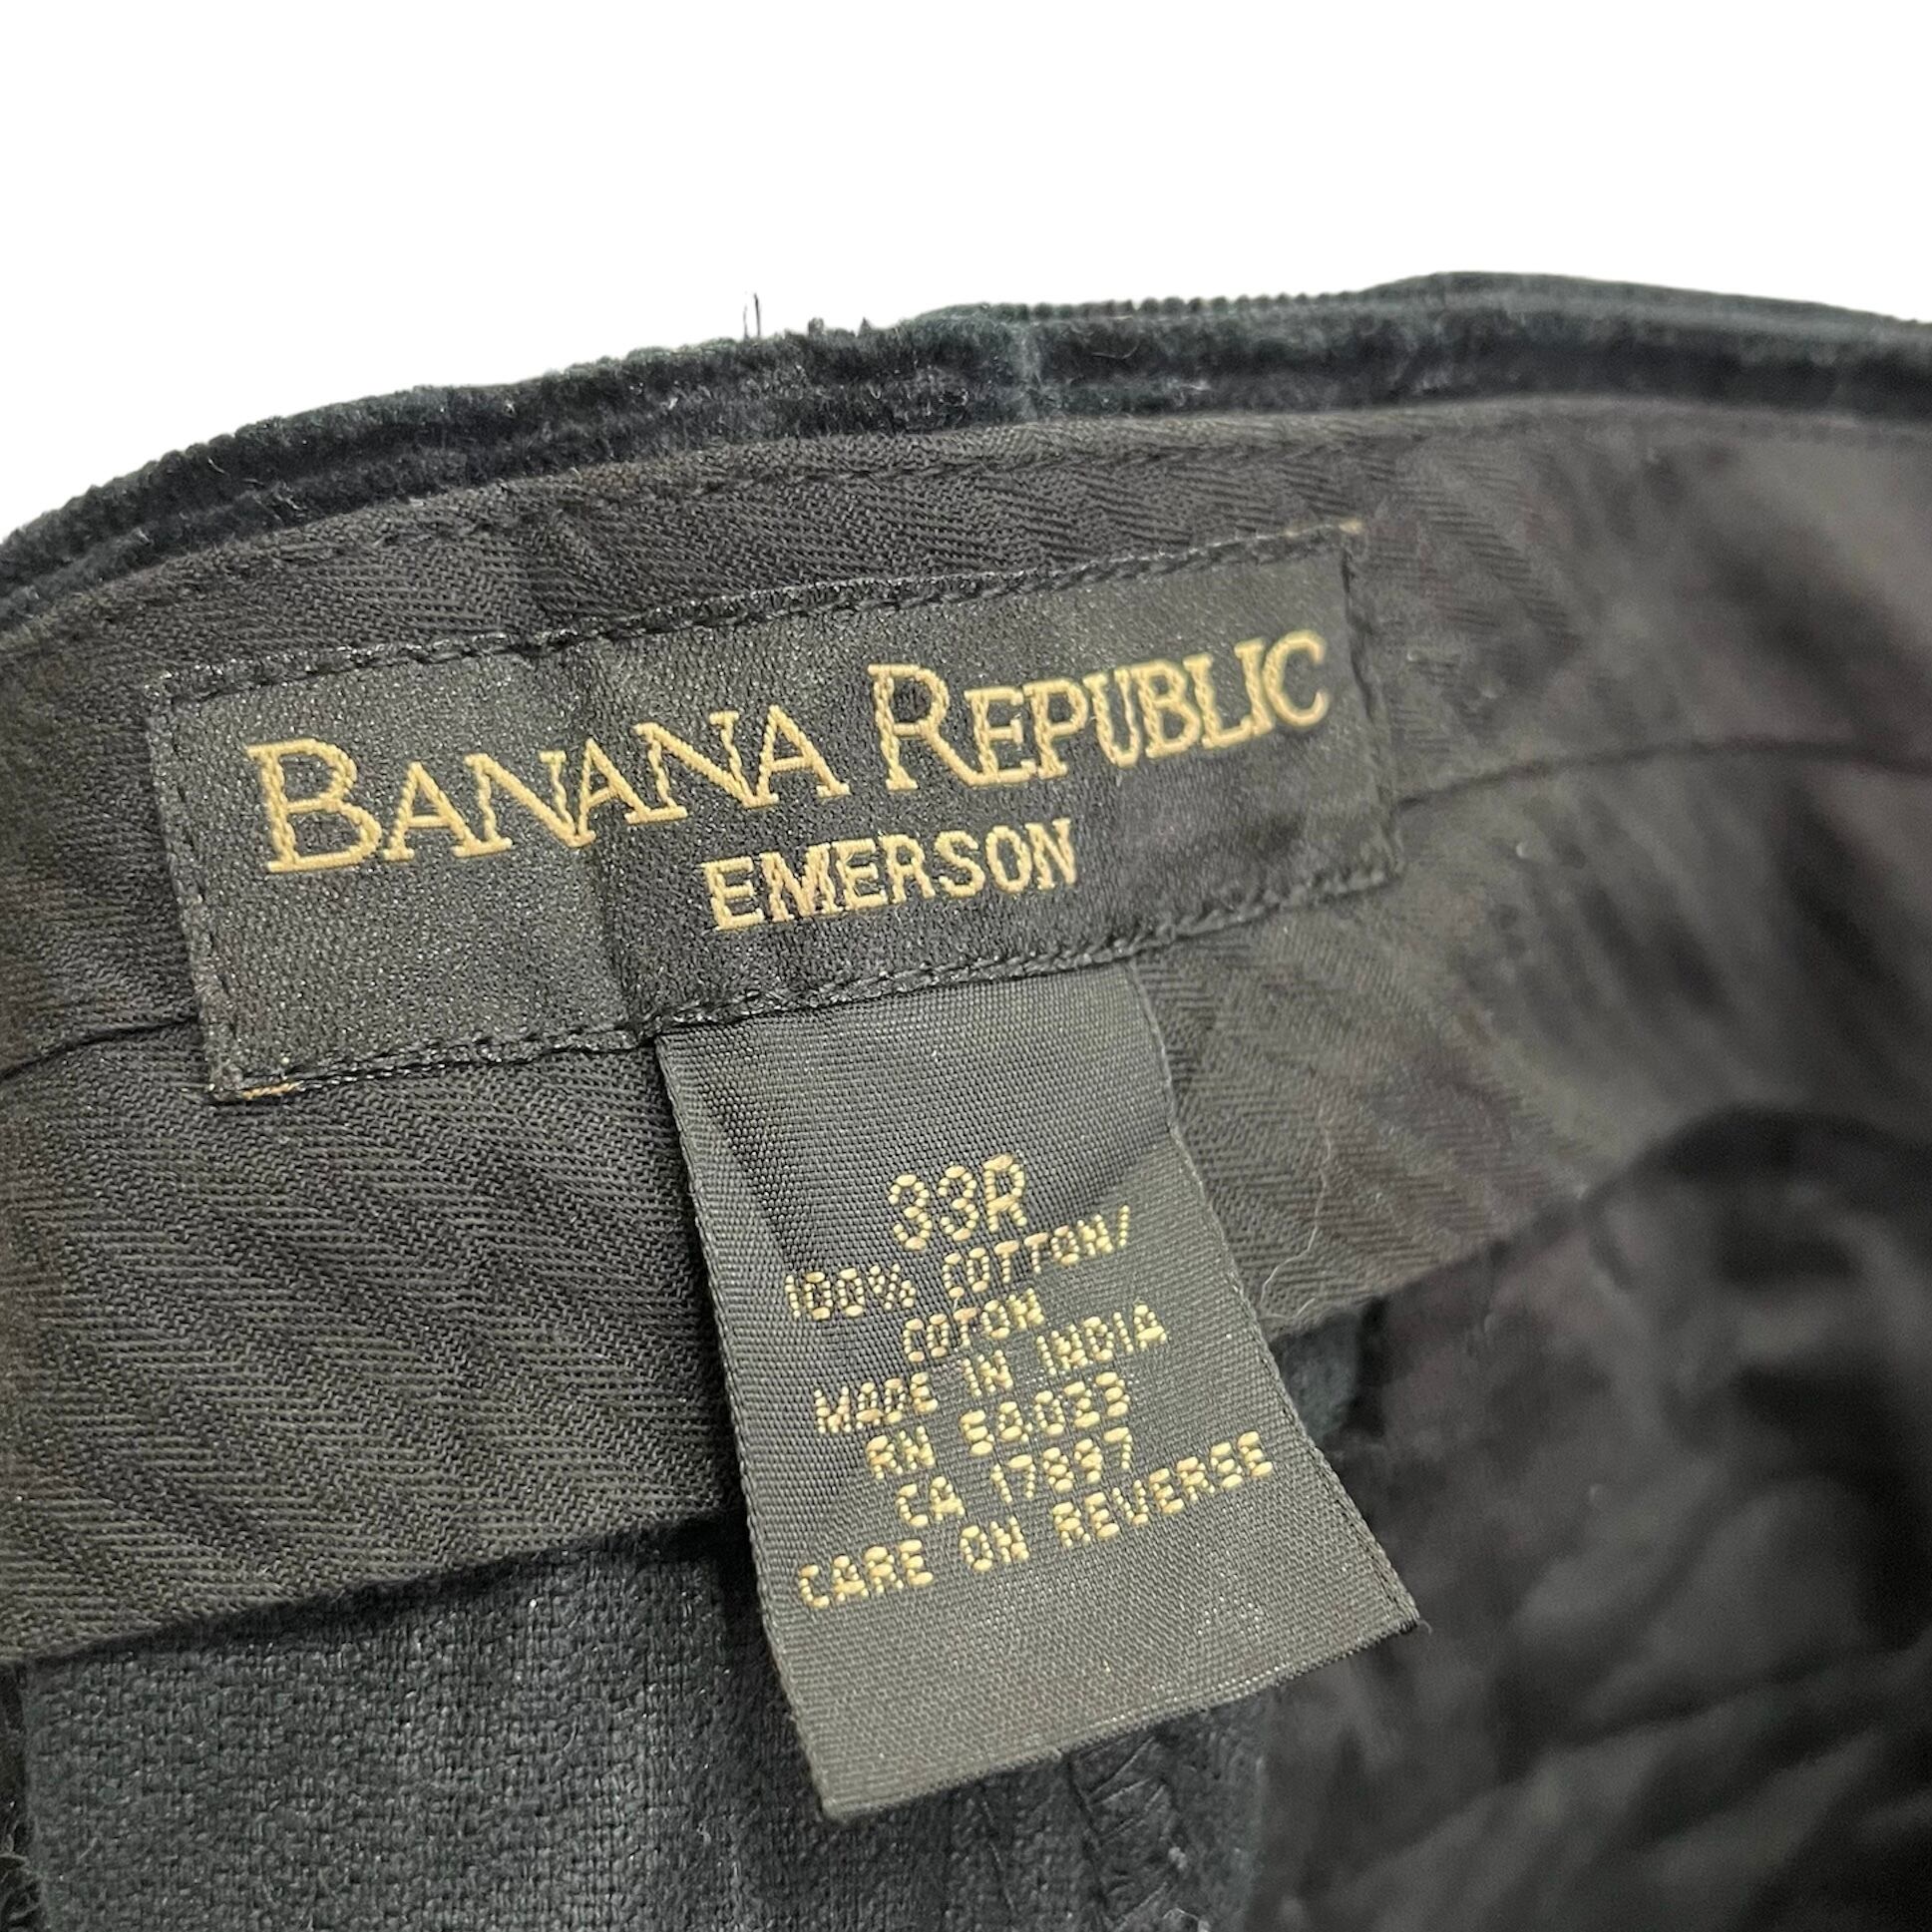 BANANA REPUBLIC
EMERSON
33R
100% COTTON/
COTON
MADE IN INDIA
RN 54023
CA 17897
CARE ON REVERSE